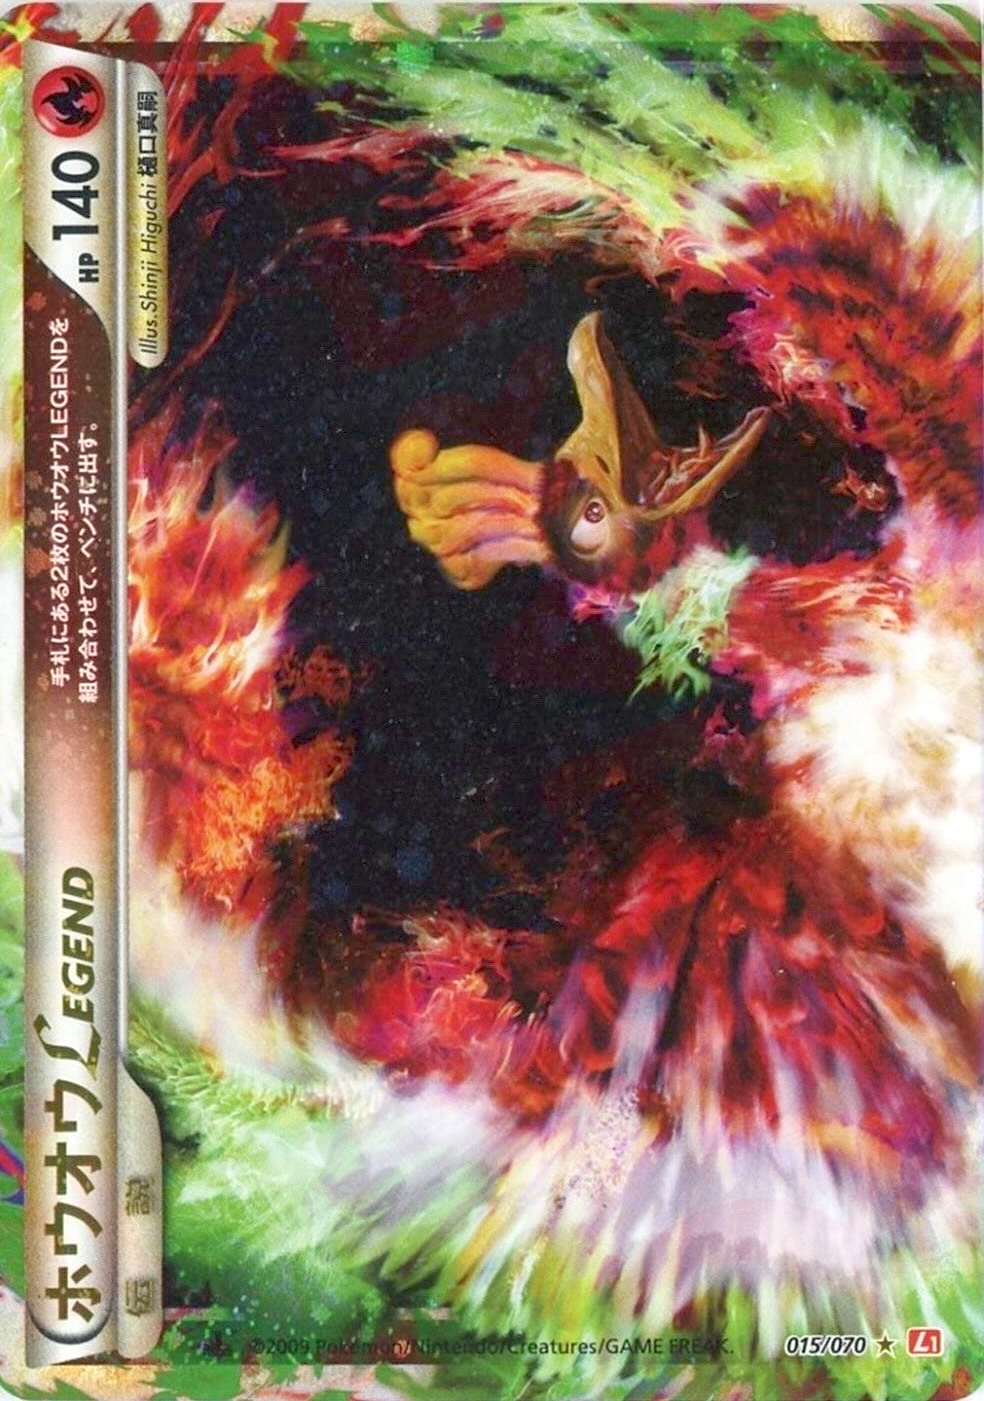 ホウオウLEGEND
手札にある2枚のホウオウLEGENDを
組み合わせて、ベンチに出す。
HP 140
伝説
Illus. Shinji Higuchi 樋口真嗣
©2009 Pokémon/Nintendo/Creatures/GAME FREAK.
015/070 ★ L1